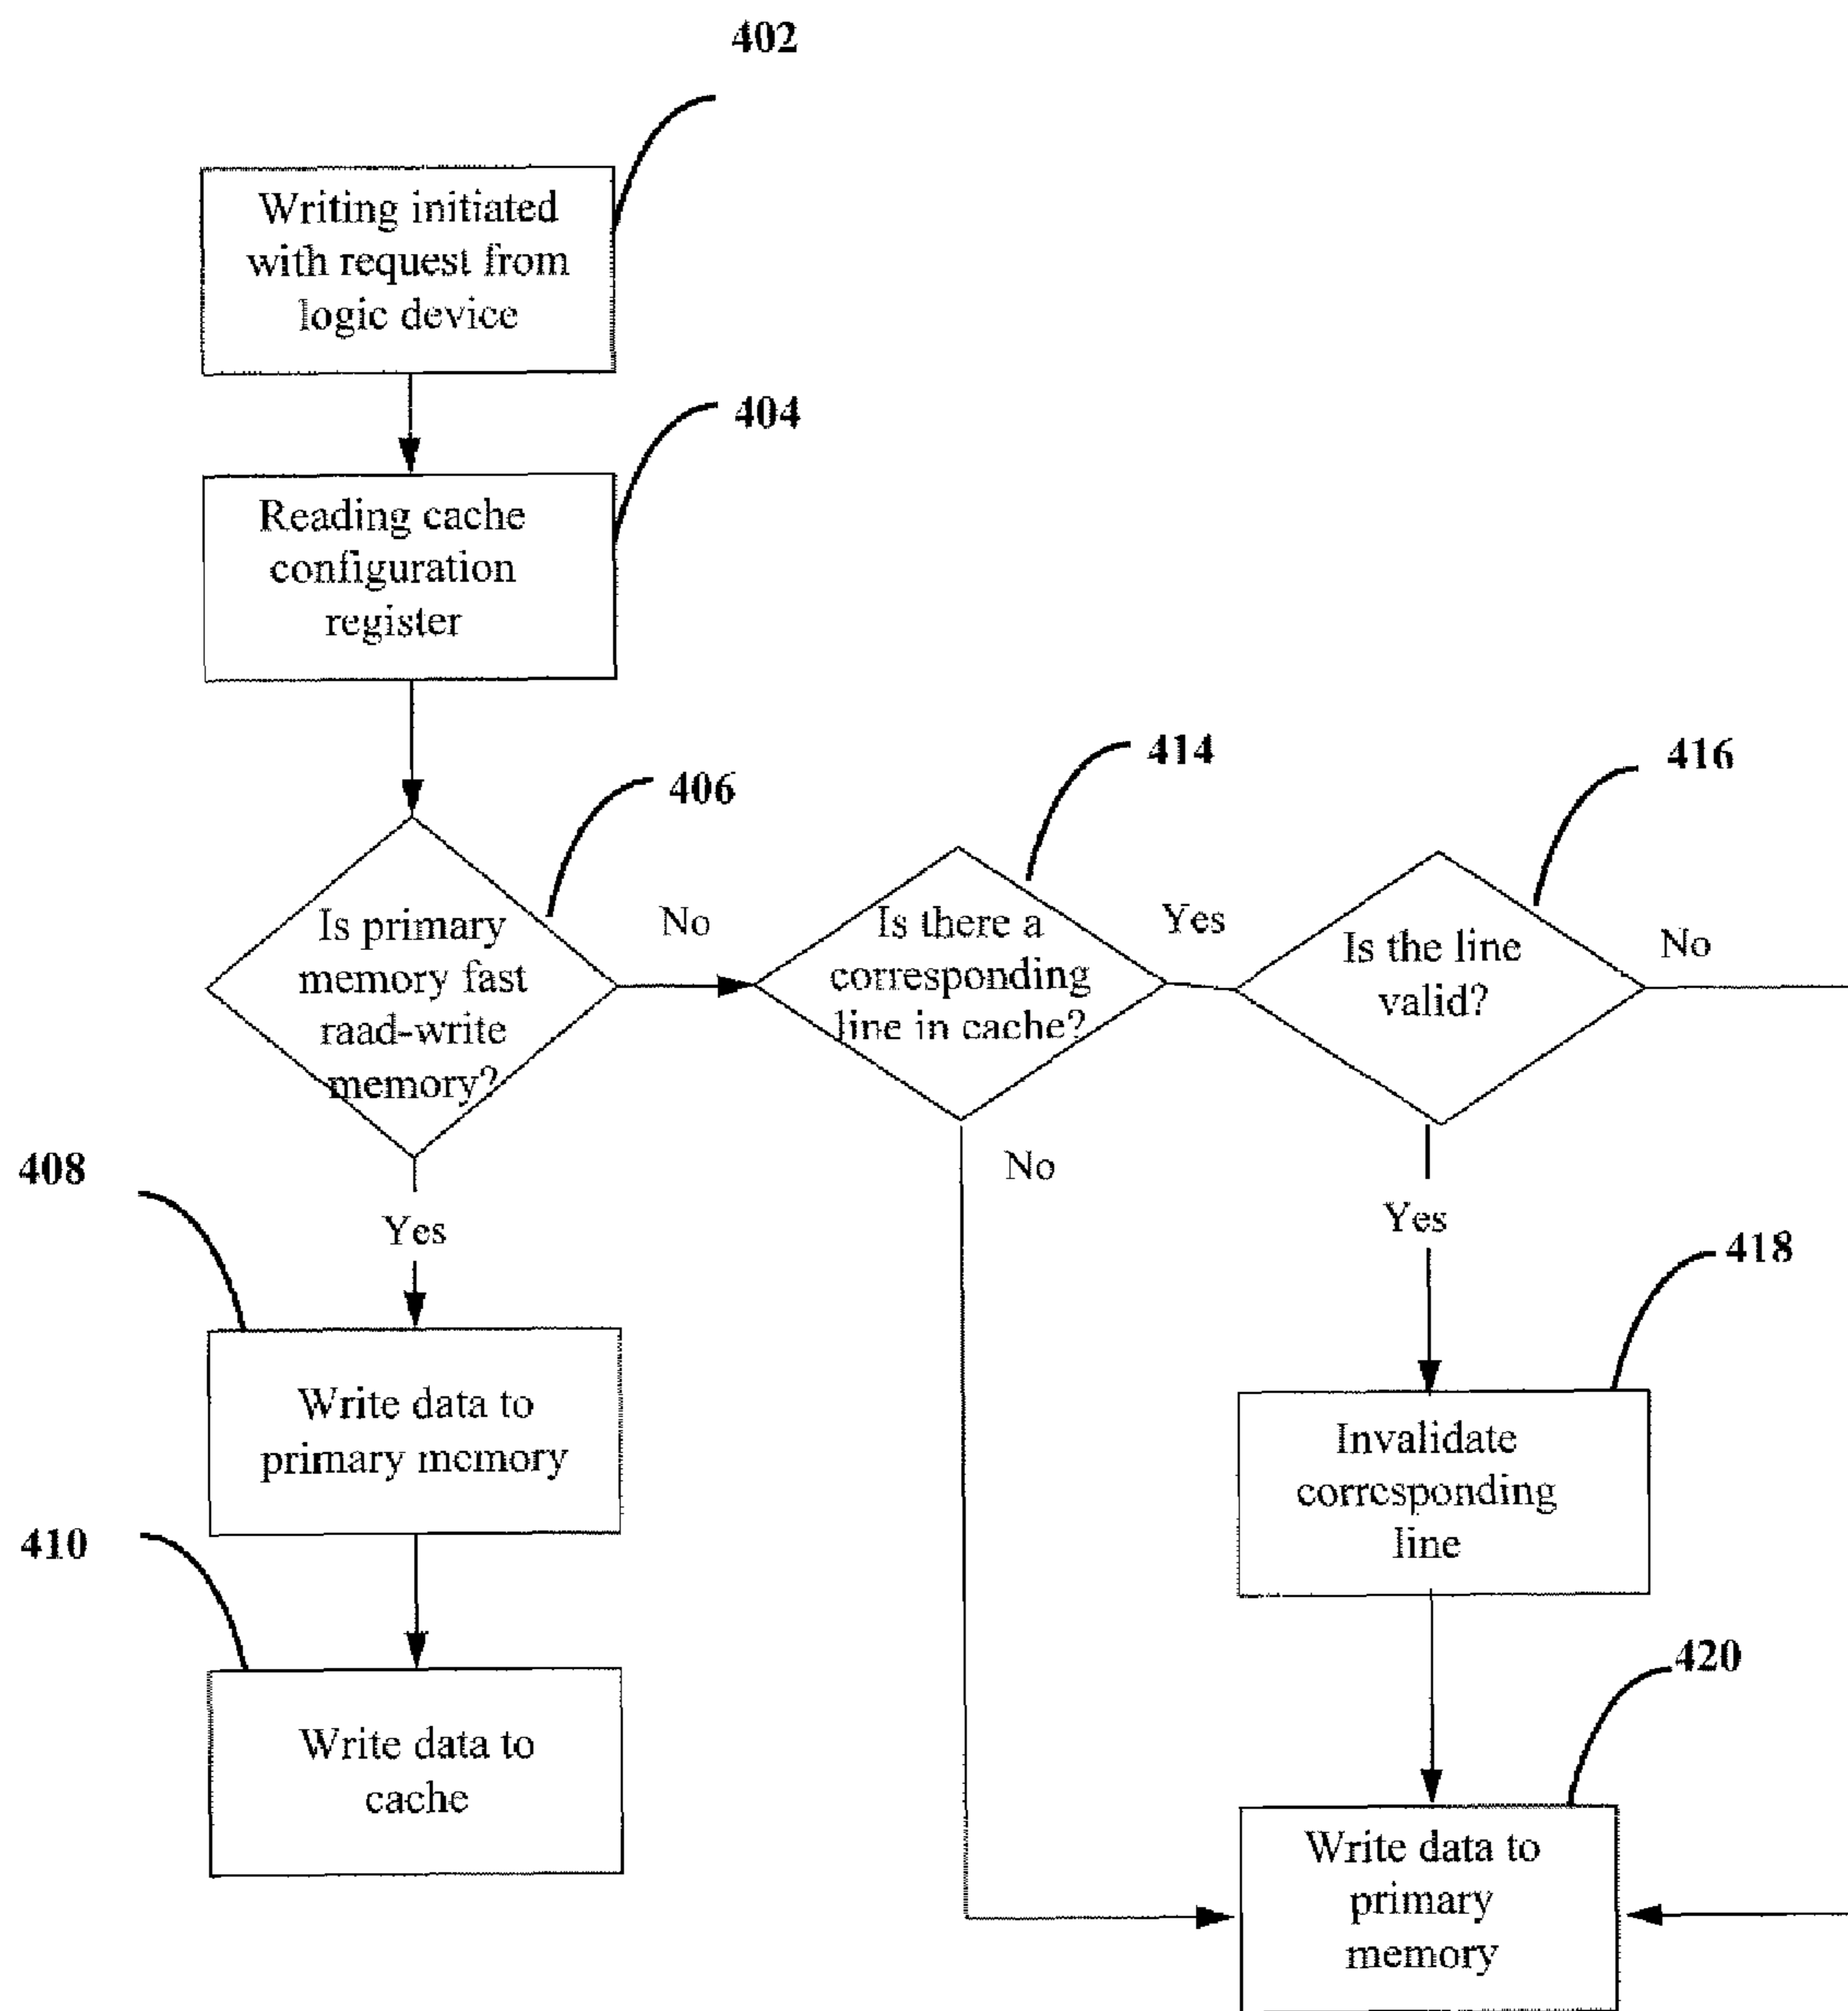 402
Writing initiated
with request from
logic device
404
Reading cache
configuration
register
406
Is primary
memory fast
raad-write
memory?
No
414
Is there a
corresponding
line in cache?
Yes
416
Is the line
valid?
No
408
Yes
No
Yes
Write data to
primary memory
418
Invalidate
corresponding
line
410
Write data to
cache
420
Write data to
primary
memory